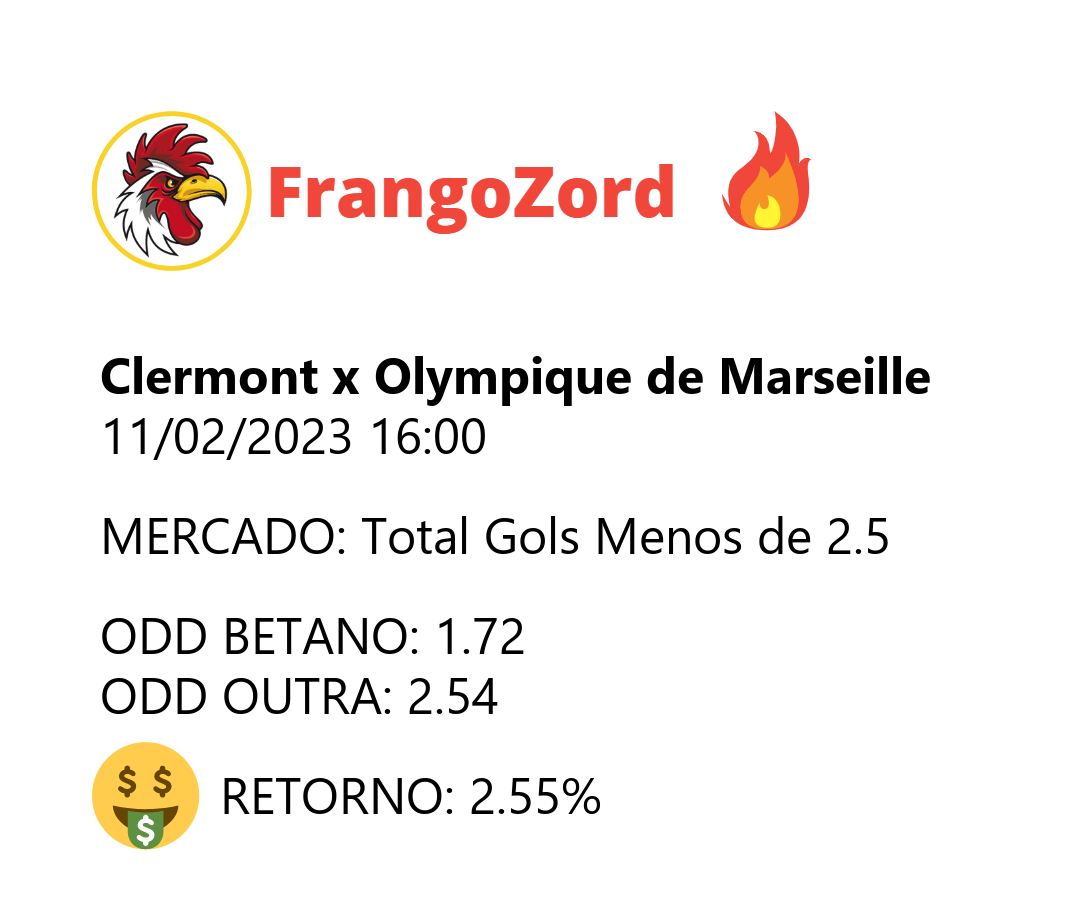 FrangoZord
Clermont x Olympique de Marseille
11/02/2023 16:00
MERCADO: Total Gols Menos de 2.5
ODD BETANO: 1.72
ODD OUTRA: 2.54
RETORNO: 2.55%